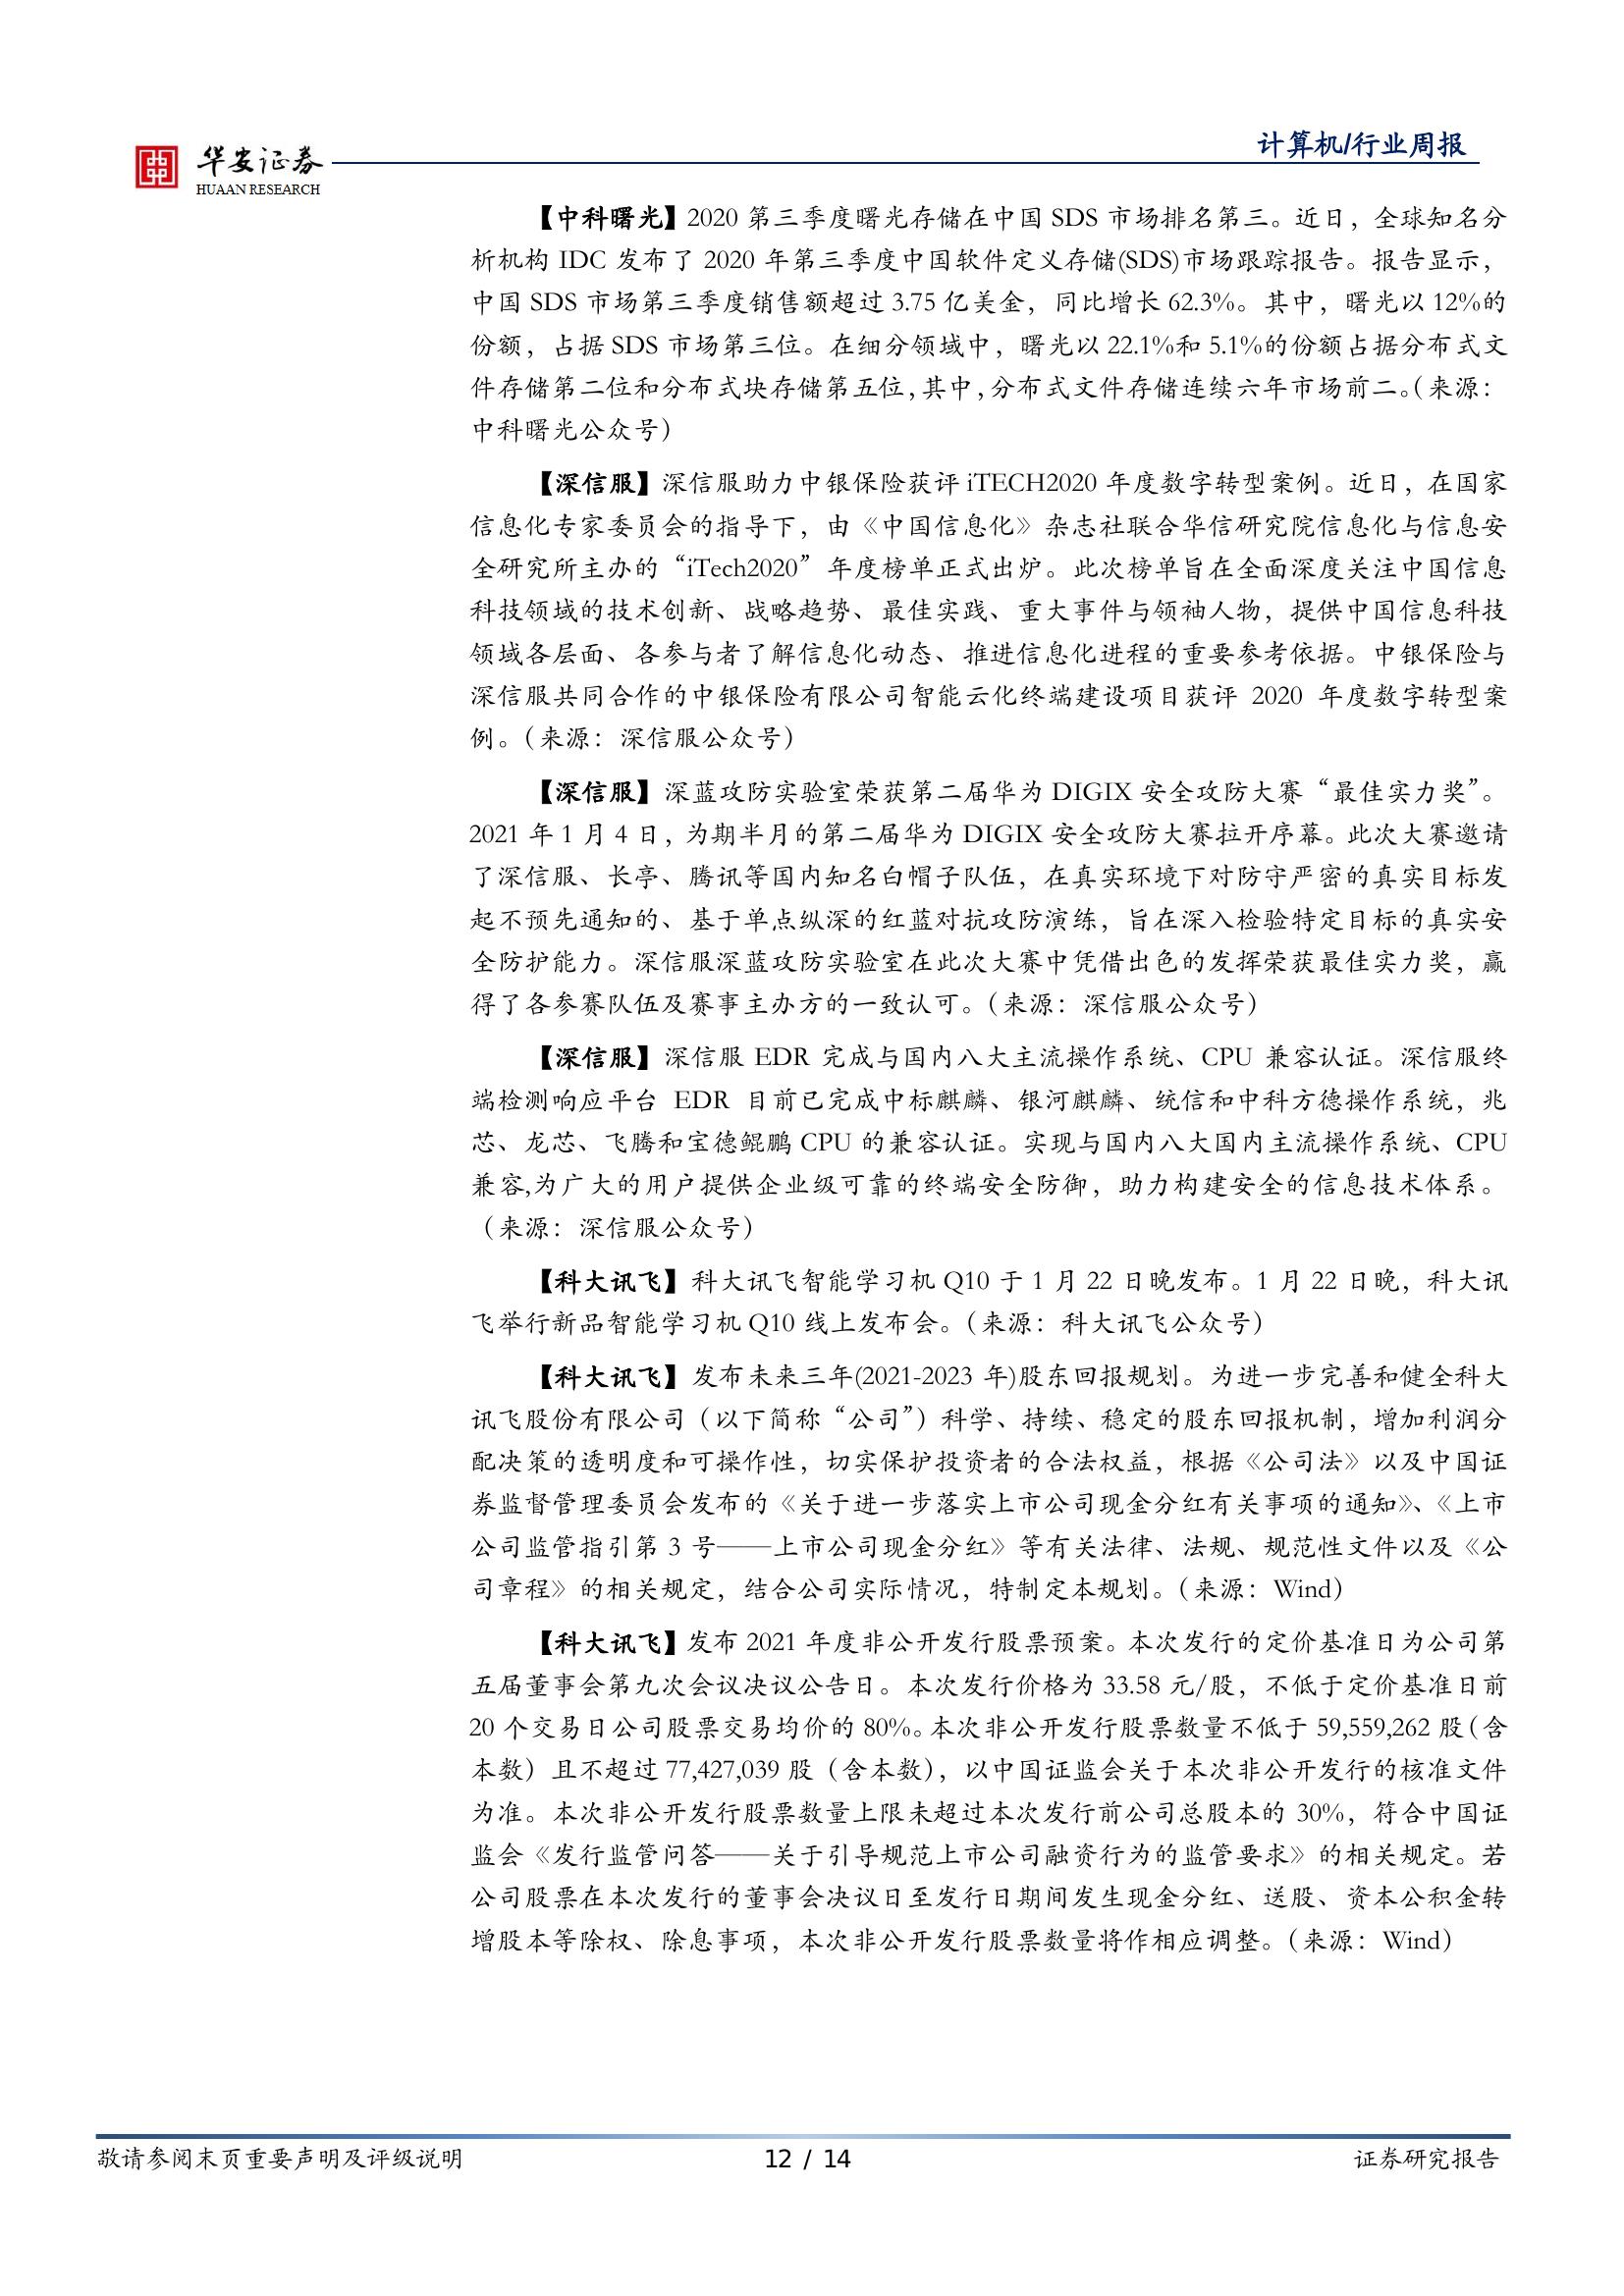 华安证券
HUAAN RESEARCH
计算机/行业周报
【中科曙光】2020 第三季度曙光存储在中国 SDS 市场排名第三。近日，全球知名分
析机构 IDC 发布了 2020 年第三季度中国软件定义存储(SDS)市场跟踪报告。报告显示，
中国 SDS 市场第三季度销售额超过 3.75 亿美金，同比增长 62.3%。其中，曙光以 12%的
份额，占据 SDS 市场第三位。在细分领域中，曙光以 22.1%和 5.1%的份额占据分布式文
件存储第二位和分布式块存储第五位，其中，分布式文件存储连续六年市场前二。（来源：
中科曙光公众号）
【深信服】深信服助力中银保险获评 iTECH2020 年度数字转型案例。近日，在国家
信息化专家委员会的指导下，由《中国信息化》杂志社联合华信研究院信息化与信息安
全研究所主办的“iTech2020”年度榜单正式出炉。此次榜单旨在全面深度关注中国信息
科技领域的技术创新、战略趋势、最佳实践、重大事件与领袖人物，提供中国信息科技
领域各层面、各参与者了解信息化动态、推进信息化进程的重要参考依据。中银保险与
深信服共同合作的中银保险有限公司智能云化终端建设项目获评 2020 年度数字转型案
例。（来源：深信服公众号）
【深信服】深蓝攻防实验室荣获第二届华为 DIGIX 安全攻防大赛“最佳实力奖”。
2021 年 1 月 4 日，为期半月的第二届华为 DIGIX 安全攻防大赛拉开序幕。此次大赛邀请
了深信服、长亭、腾讯等国内知名白帽子队伍，在真实环境下对防守严密的真实目标发
起不预先通知的、基于单点纵深的红蓝对抗攻防演练，旨在深入检验特定目标的真实安
全防护能力。深信服深蓝攻防实验室在此次大赛中凭借出色的发挥荣获最佳实力奖，赢
得了各参赛队伍及赛事主办方的一致认可。（来源：深信服公众号）
【深信服】深信服 EDR 完成与国内八大主流操作系统、CPU 兼容认证。深信服终
端检测响应平台 EDR 目前已完成中标麒麟、银河麒麟、统信和中科方德操作系统，兆
芯、龙芯、飞腾和宝德鲲鹏 CPU 的兼容认证。实现与国内八大国内主流操作系统、CPU
兼容,为广大的用户提供企业级可靠的终端安全防御，助力构建安全的信息技术体系。
（来源：深信服公众号）
【科大讯飞】科大讯飞智能学习机 Q10 于 1 月 22 日晚发布。1 月 22 日晚，科大讯
飞举行新品智能学习机 Q10 线上发布会。（来源：科大讯飞公众号）
【科大讯飞】发布未来三年(2021-2023 年)股东回报规划。为进一步完善和健全科大
讯飞股份有限公司（以下简称“公司”）科学、持续、稳定的股东回报机制，增加利润分
配决策的透明度和可操作性，切实保护投资者的合法权益，根据《公司法》以及中国证
券监督管理委员会发布的《关于进一步落实上市公司现金分红有关事项的通知》、《上市
公司监管指引第 3 号——上市公司现金分红》等有关法律、法规、规范性文件以及《公
司章程》的相关规定，结合公司实际情况，特制定本规划。（来源：Wind）
【科大讯飞】发布 2021 年度非公开发行股票预案。本次发行的定价基准日为公司第
五届董事会第九次会议决议公告日。本次发行价格为 33.58 元/股，不低于定价基准日前
20 个交易日公司股票交易均价的 80%。本次非公开发行股票数量不低于 59,559,262 股（含
本数）且不超过 77,427,039 股（含本数），以中国证监会关于本次非公开发行的核准文件
为准。本次非公开发行股票数量上限未超过本次发行前公司总股本的 30%，符合中国证
监会《发行监管问答——关于引导规范上市公司融资行为的监管要求》的相关规定。若
公司股票在本次发行的董事会决议日至发行日期间发生现金分红、送股、资本公积金转
增股本等除权、除息事项，本次非公开发行股票数量将作相应调整。（来源：Wind）
敬请参阅末页重要声明及评级说明
12 / 14
证券研究报告